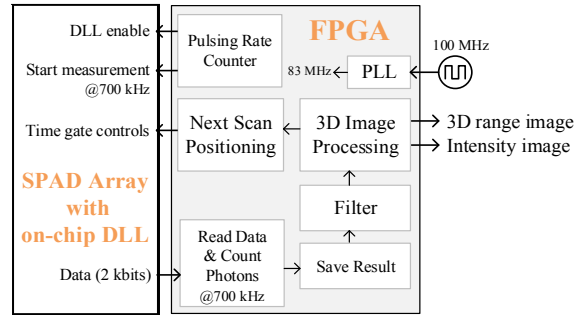 DLL enable
Start measurement
@700 kHz
Time gate controls
SPAD Array
with
on-chip DLL
Data (2 kbits)
FPGA
Pulsing Rate
Counter
83 MHz
PLL
100 MHz
Next Scan
Positioning
3D Image
Processing
3D range image
Intensity image
Filter
Read Data
& Count
Photons
@700 kHz
Save Result